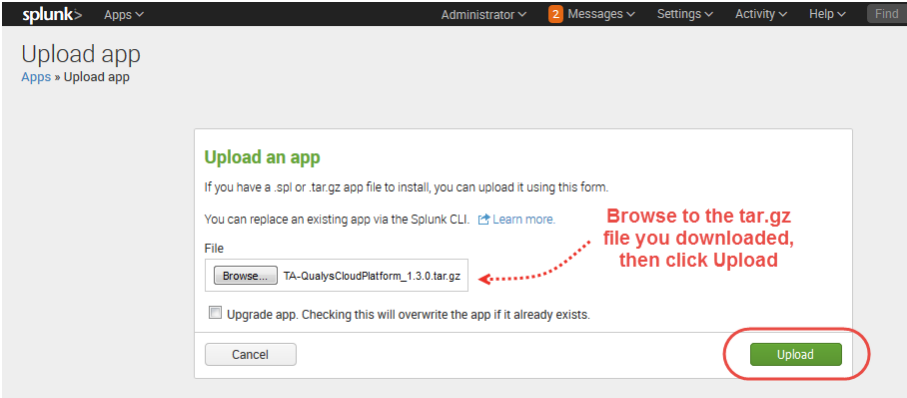 splunk> Apps Administrator 2 Messages Settings Activity Help Find
Upload app
Apps » Upload app
Upload an app
If you have a .spl or .tar.gz app file to install, you can upload it using this form.
You can replace an existing app via the Splunk CLI. Learn more.
File
Browse... TA-QualysCloudPlatform_1.3.0.tar.gz
Browse to the tar.gz
file you downloaded,
then click Upload
Upgrade app. Checking this will overwrite the app if it already exists.
Cancel Upload